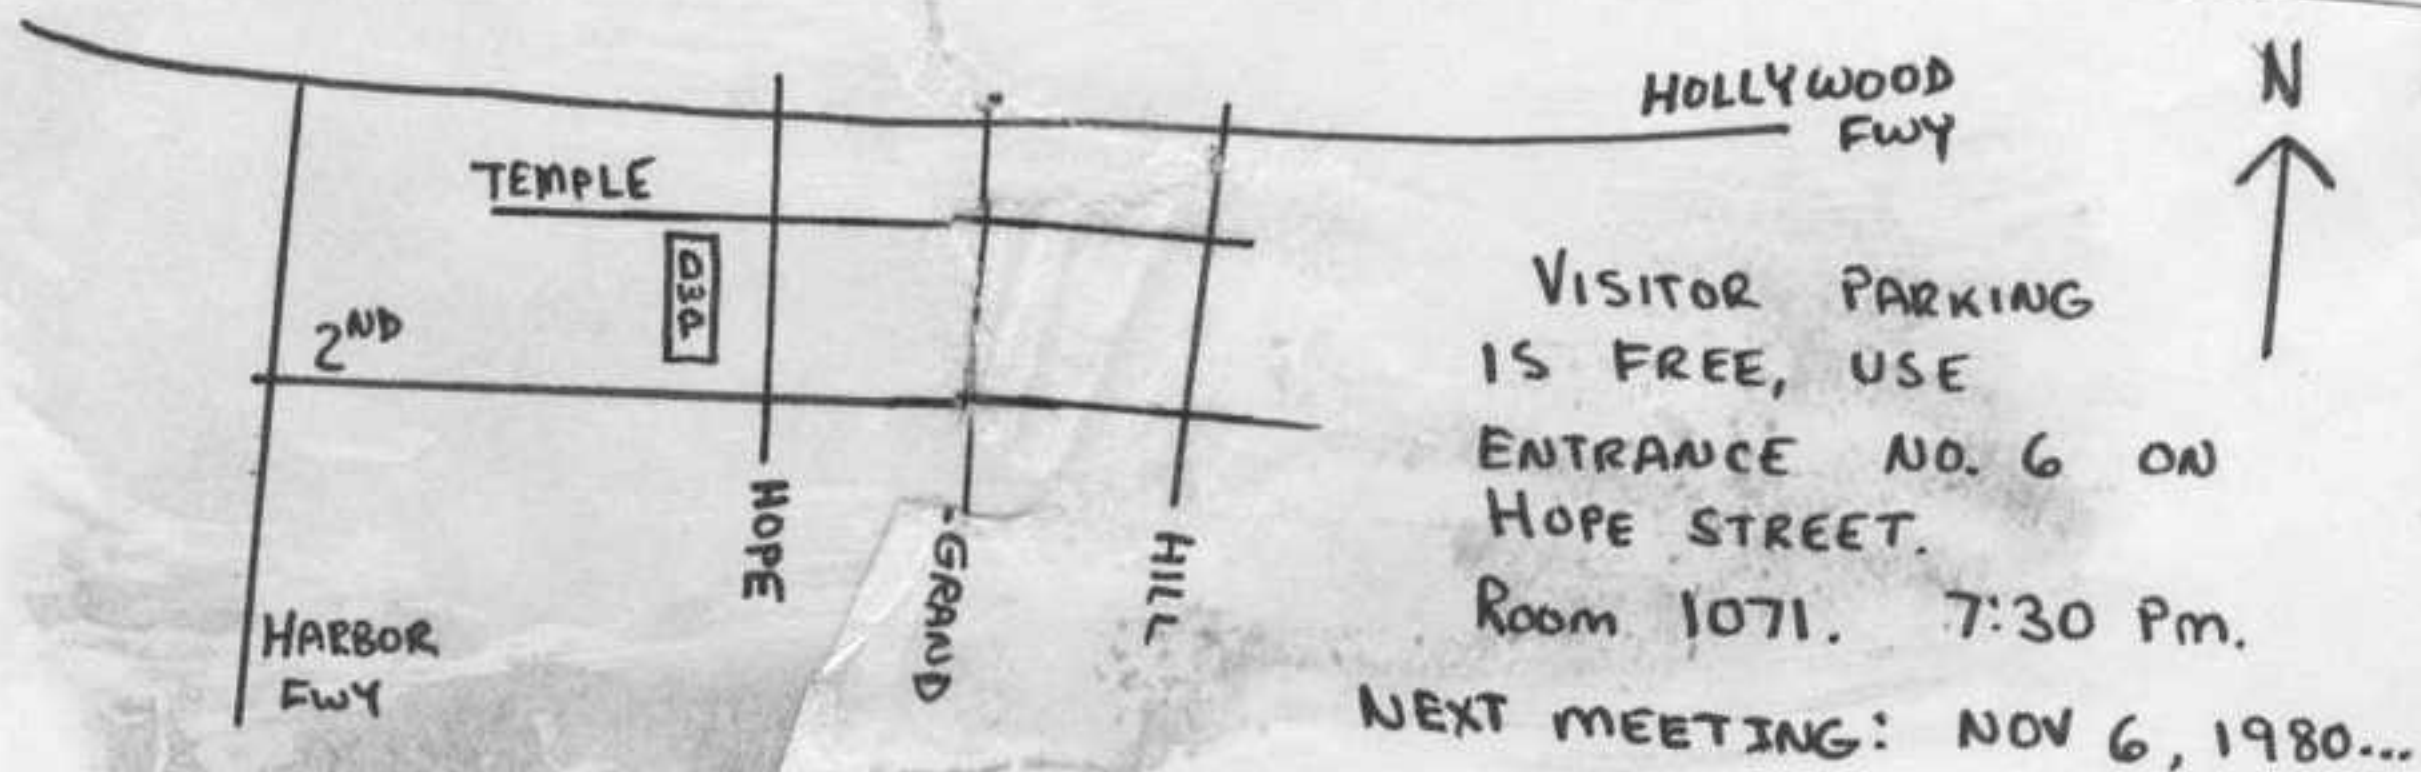 HOLLYWOOD
FWY
N
TEMPLE
DWP
2ND
HOPE
GRAND
HILL
HARBOR
FWY
VISITOR PARKING
IS FREE, USE
ENTRANCE NO. 6 ON
HOPE STREET.
Room 1071. 7:30 Pm.
NEXT MEETING: NOV 6, 1980...